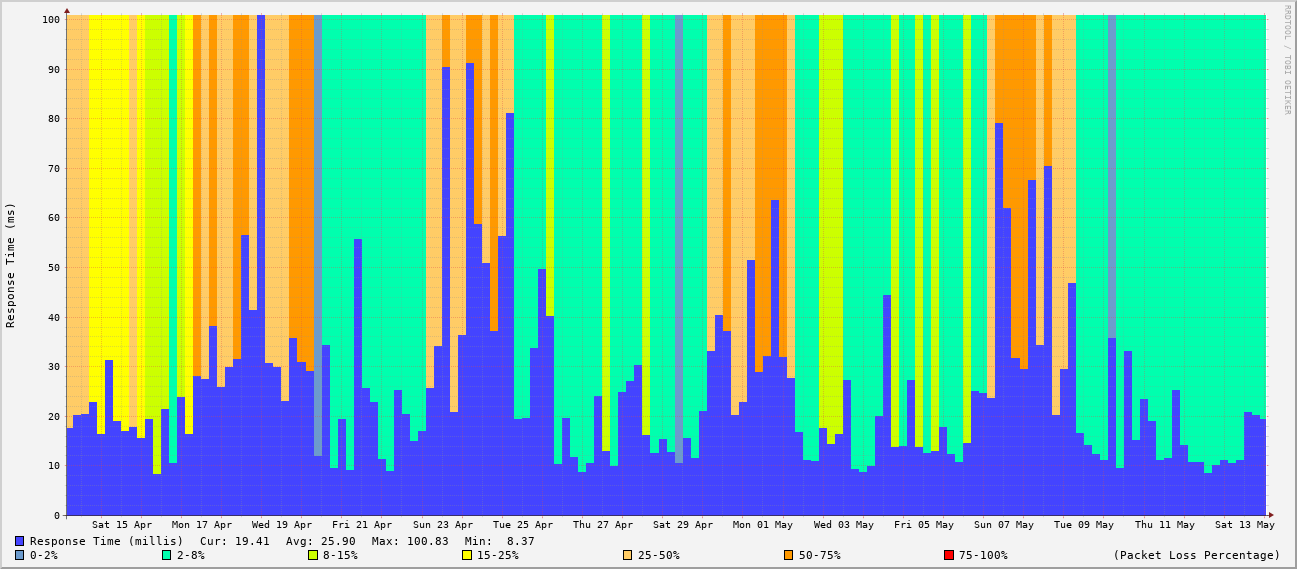 RRDTOOL / TOBI OETIKER
Response Time (ms)
100
90
80
70
60
50
40
30
20
10
0
Sat 15 Apr Mon 17 Apr Wed 19 Apr Fri 21 Apr Sun 23 Apr Tue 25 Apr Thu 27 Apr Sat 29 Apr Mon 01 May Wed 03 May Fri 05 May Sun 07 May Tue 09 May Thu 11 May Sat 13 May
Response Time (millis) Cur: 19.41 Avg: 25.90 Max: 100.83 Min: 8.37
0-2% 2-8% 8-15% 15-25% 25-50% 50-75% 75-100% (Packet Loss Percentage)